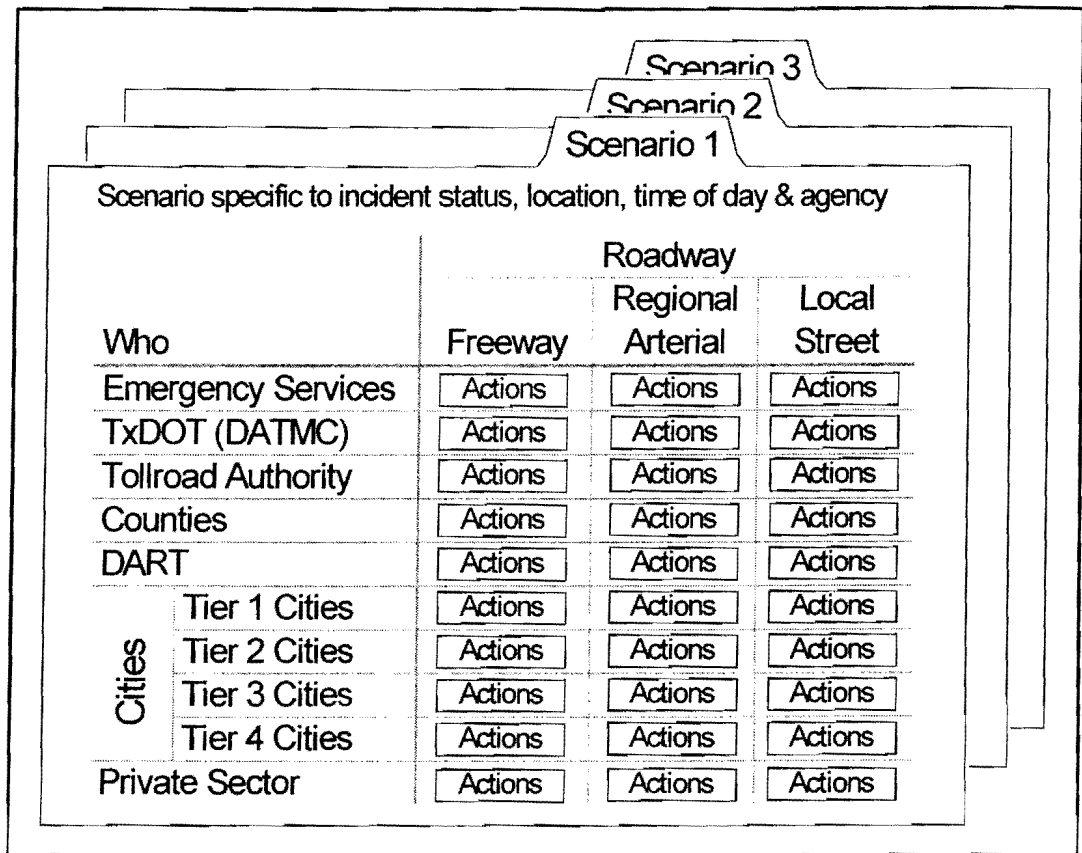 Scenario 3
Scenario 2
Scenario 1
Scenario specific to incident status, location, time of day & agency
Roadway
Who Freeway Regional Arterial Local Street
Emergency Services Actions Actions Actions
TxDOT (DATMC) Actions Actions Actions
Tollroad Authority Actions Actions Actions
Counties Actions Actions Actions
DART Actions Actions Actions
Cities
Tier 1 Cities Actions Actions Actions
Tier 2 Cities Actions Actions Actions
Tier 3 Cities Actions Actions Actions
Tier 4 Cities Actions Actions Actions
Private Sector Actions Actions Actions